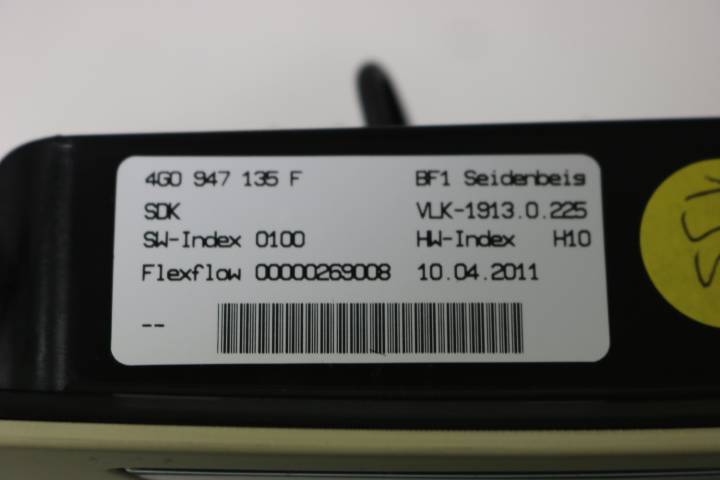 4G0 947 135 F BF1 Seidenbeis
SDK VLK-1913.0.225
SW-Index 0100 HW-Index H10
Flexflow 00000269008 10.04.2011
--